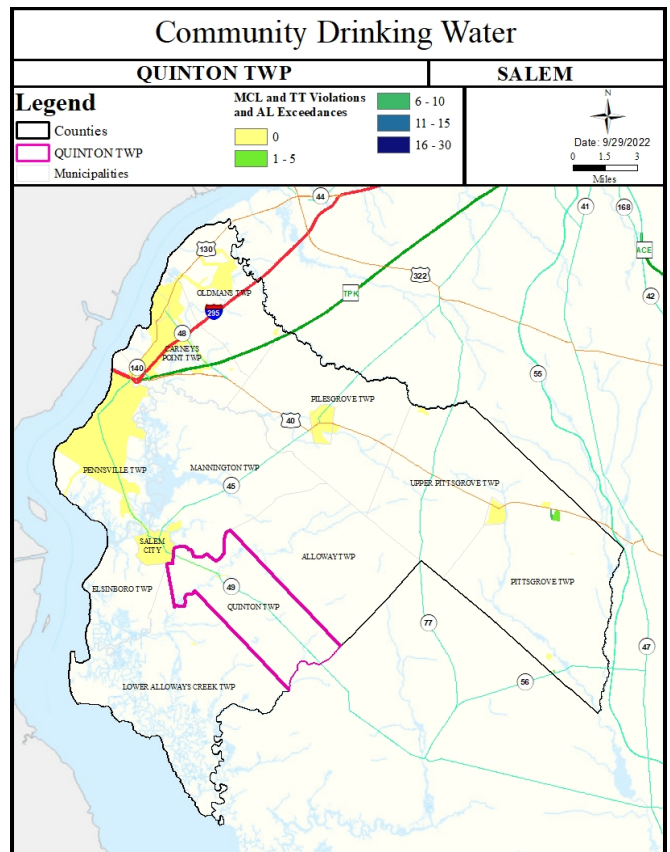 Community Drinking Water
QUINTON TWP
SALEM
Legend
Counties
QUINTON TWP
Municipalities
MCL and TT Violations
and AL Exceedances
0
1 - 5
6 - 10
11 - 15
16 - 30
N
Date: 9/29/2022
0 1.5 3
Miles
44
41
168
130
ACE
322
42
OLDMANS TWP
TPK
295
48
CARNEYS
POINT TWP
140
55
PILESGROVE TWP
40
PENNSVILLE TWP
MANNINGTON TWP
45
UPPER PITTSGROVE TWP
SALEM
CITY
ALLOWAY TWP
ELSINBORO TWP
49
QUINTON TWP
PITTSGROVE TWP
77
47
56
LOWER ALLOWAYS CREEK TWP